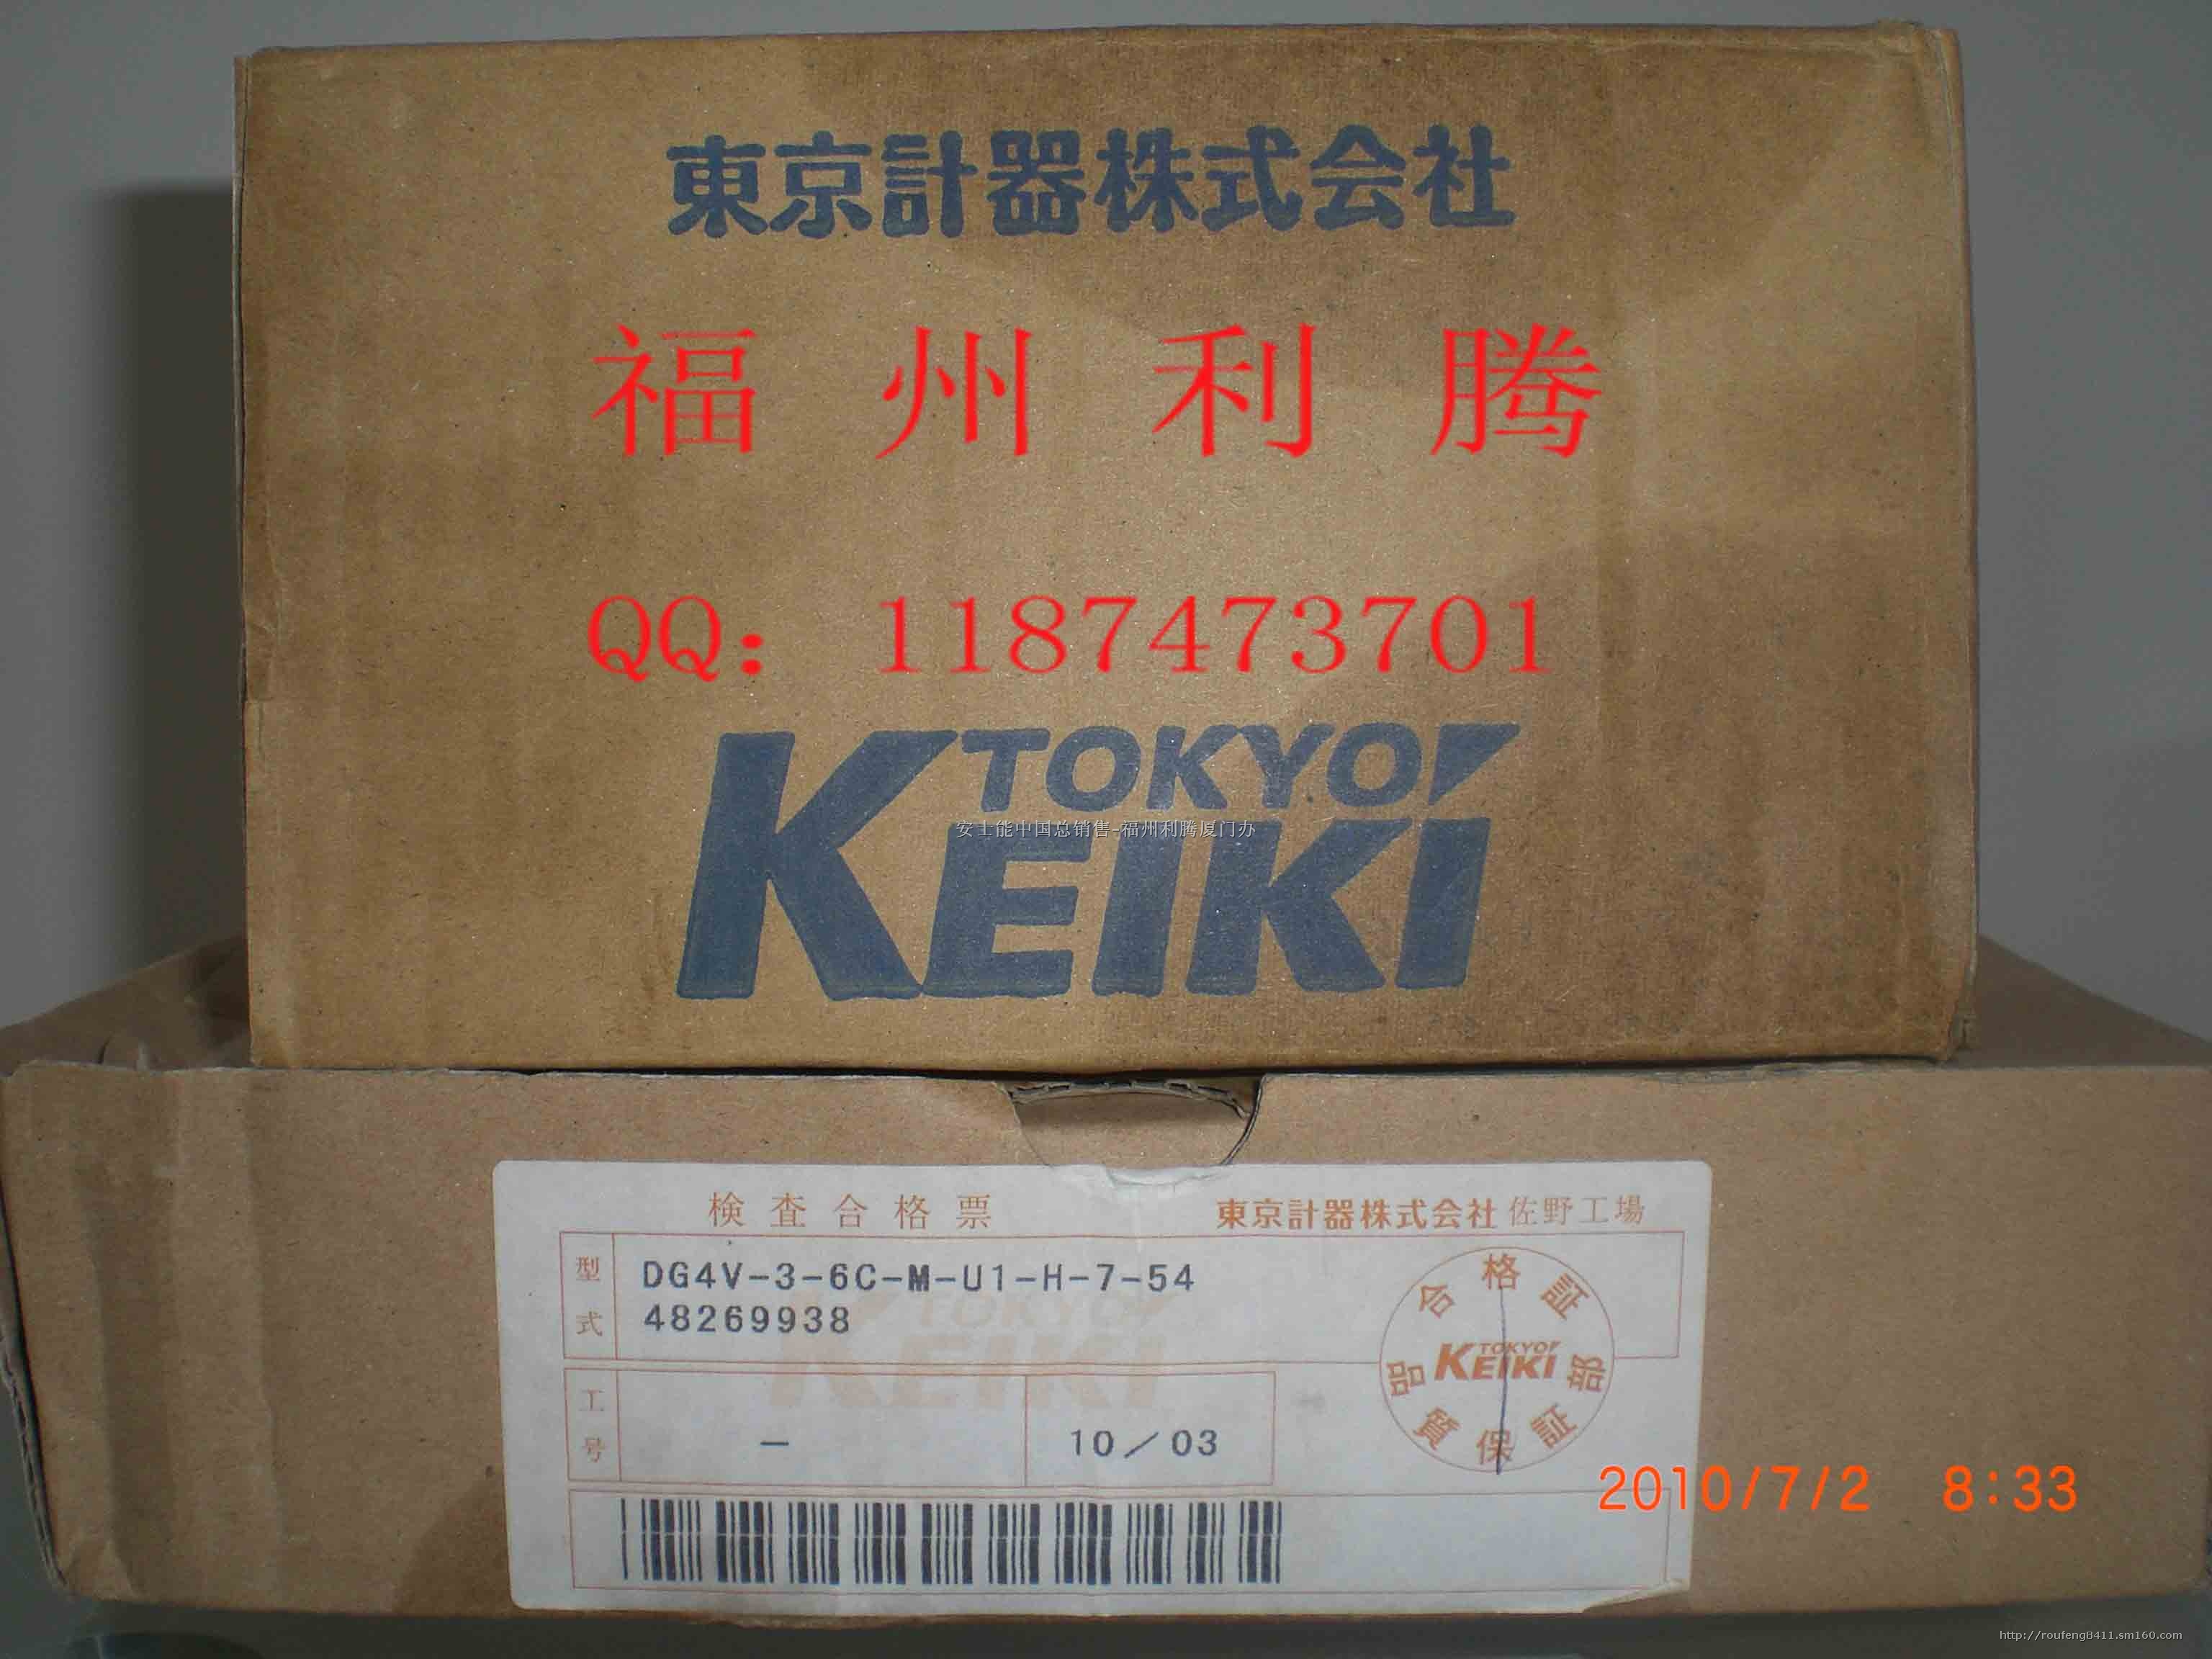 東京計器株式会社
福州利腾
QQ: 1187473701
TOKYO
KEIKI
安士能中国总销售-福州利腾厦门办
検査合格票
東京計器株式会社 佐野工場
型式
DG4V-3-6C-M-U1-H-7-54
48269938
TOKYO
KEIKI
合格証
TOKYO
KEIKI
品質保証部
工号
-
10/03
2010/7/2 8:33
http://roufeng8411.sm160.com